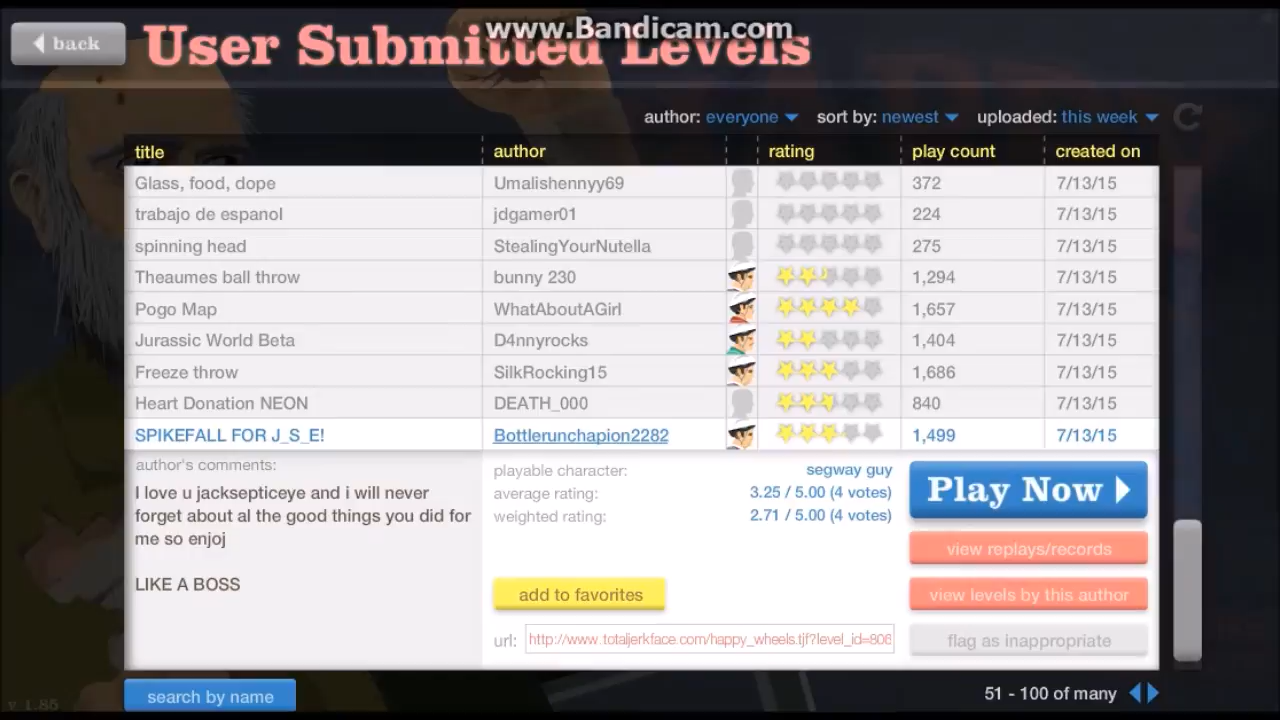 www.Bandicam.com
back
User Submitted Levels
author: everyone sort by: newest uploaded: this week
title author rating play count created on
Glass, food, dope Umalishennyy69 372 7/13/15
trabajo de espanol jdgamer01 224 7/13/15
spinning head StealingYourNutella 275 7/13/15
Theaumes ball throw bunny 230 1,294 7/13/15
Pogo Map WhatAboutAGirl 1,657 7/13/15
Jurassic World Beta D4nnyrocks 1,404 7/13/15
Freeze throw SilkRocking15 1,686 7/13/15
Heart Donation NEON DEATH_000 840 7/13/15
SPIKEFALL FOR J_S_E! Bottlerunchapion2282 1,499 7/13/15
author's comments:
I love u jacksepticeye and i will never
forget about al the good things you did for
me so enjoj
LIKE A BOSS
playable character: segway guy
average rating: 3.25 / 5.00 (4 votes)
weighted rating: 2.71 / 5.00 (4 votes)
add to favorites
url: http://www.totaljerkface.com/happy_wheels.tjf?level_id=806
Play Now
view replays/records
view levels by this author
flag as inappropriate
v 1.85
search by name
51 - 100 of many